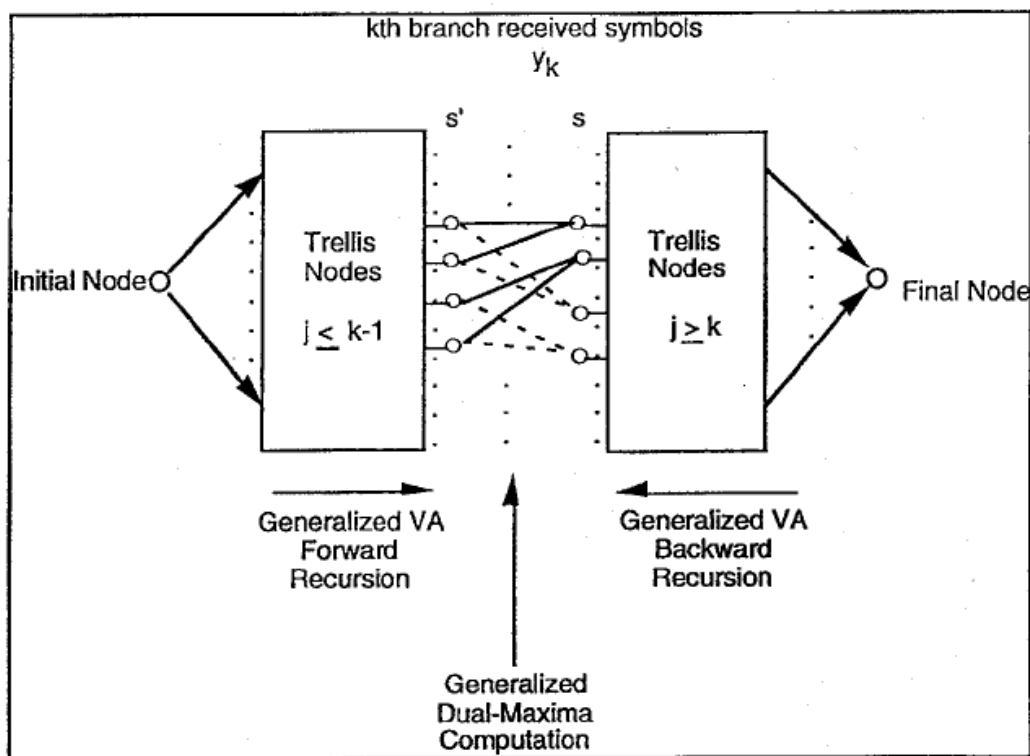 kth branch received symbols
yk
s'
s
Initial Node
Trellis
Nodes
j ≤ k-1
Trellis
Nodes
j ≥ k
Final Node
Generalized VA
Forward
Recursion
Generalized VA
Backward
Recursion
Generalized
Dual-Maxima
Computation